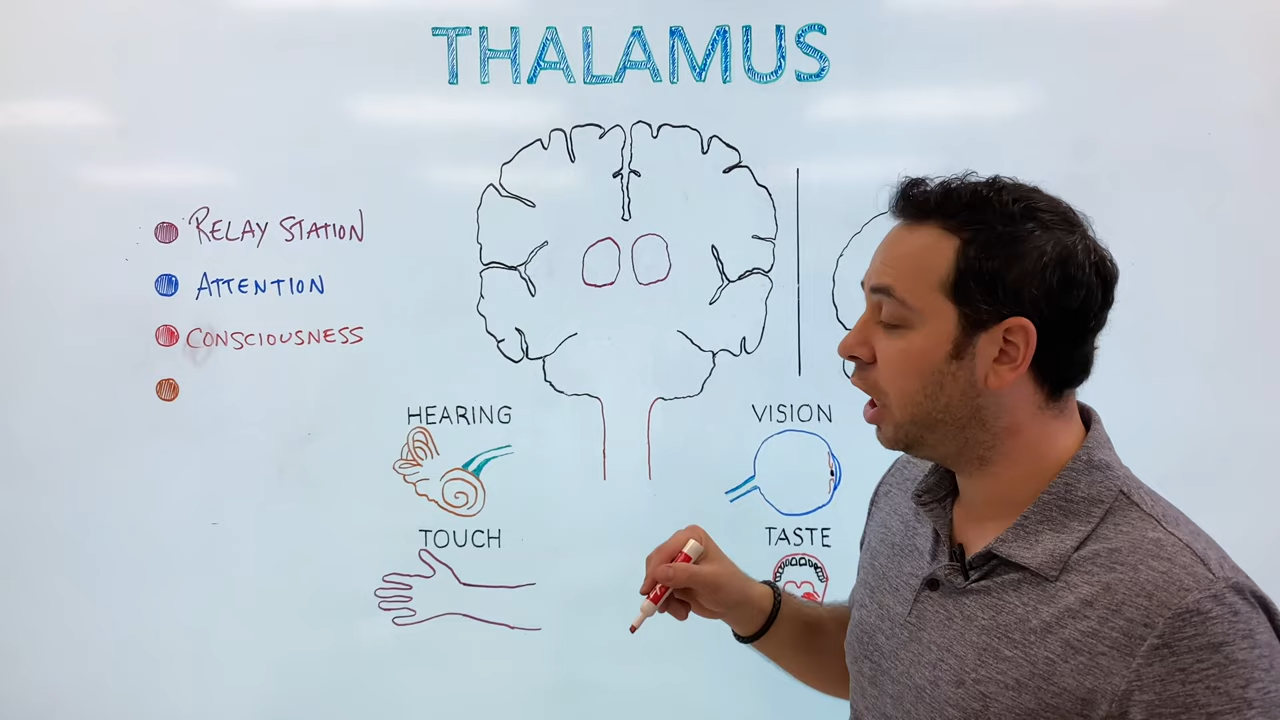 THALAMUS
RELAY STATION
ATTENTION
CONSCIOUSNESS
HEARING
VISION
TOUCH
TASTE